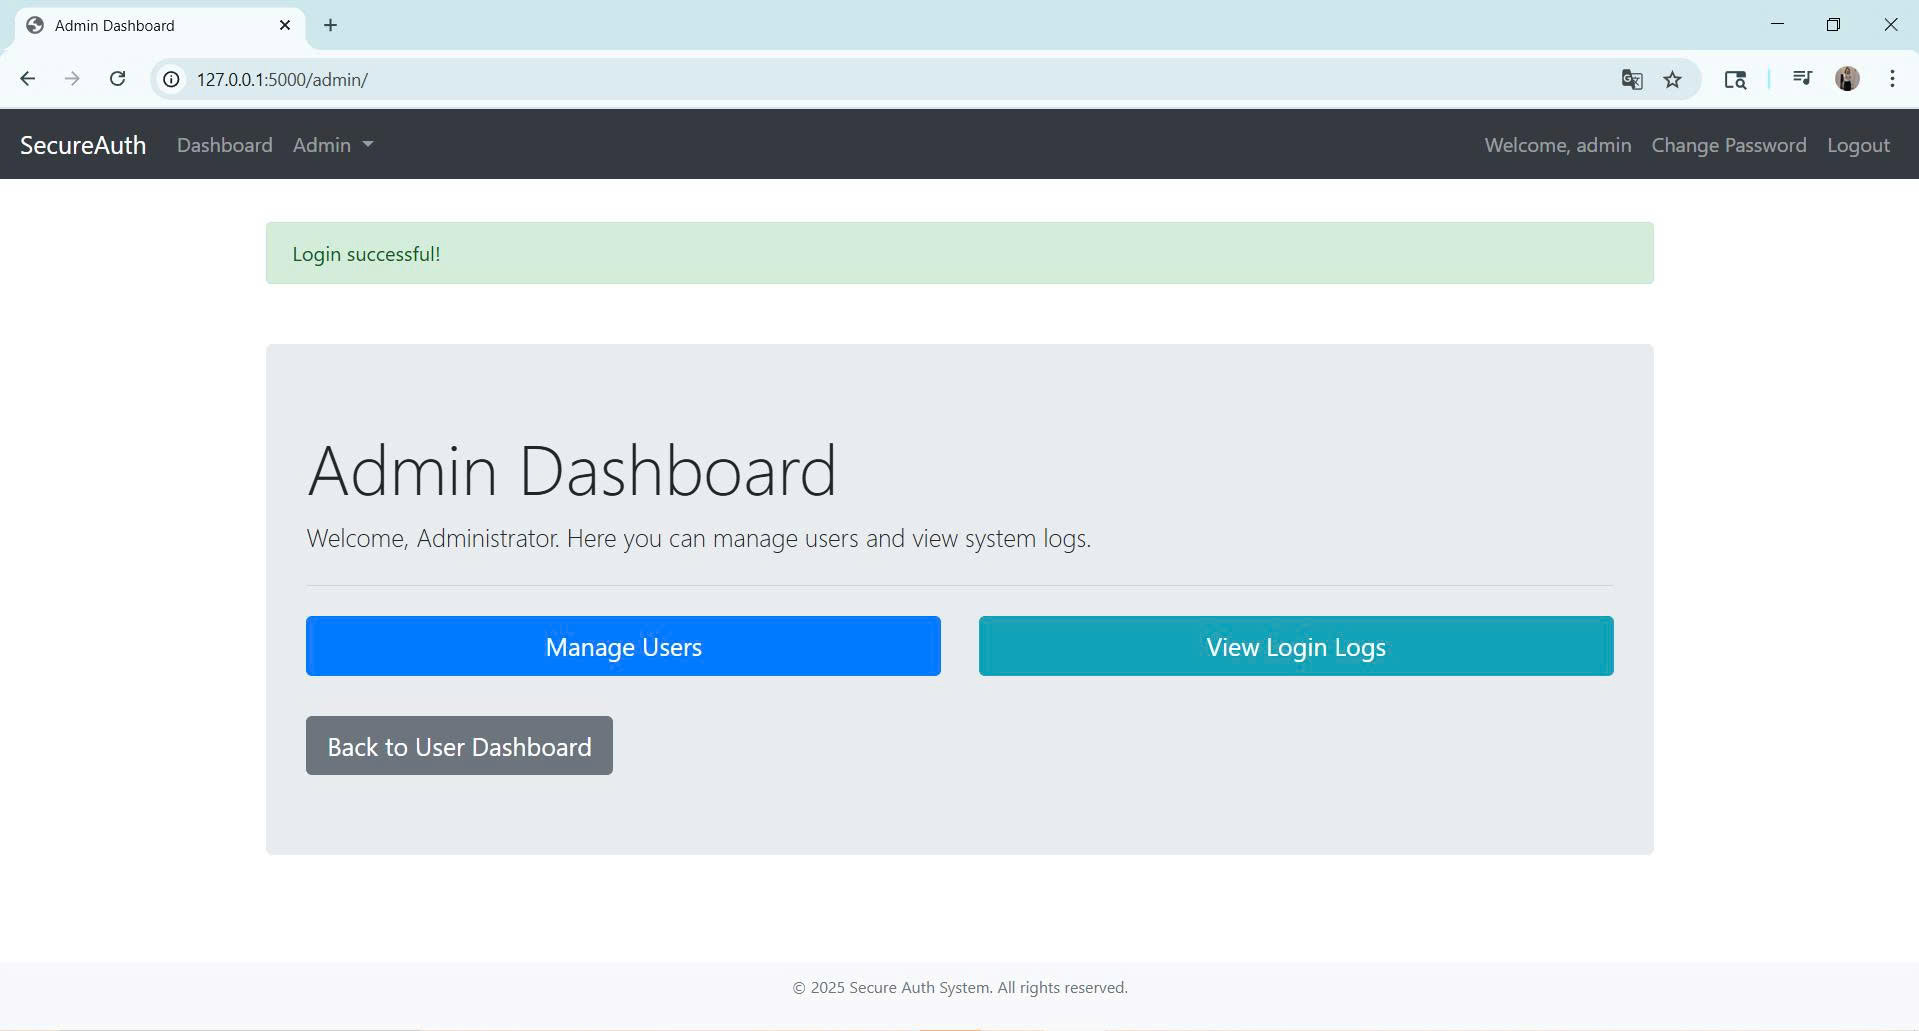 Admin Dashboard
127.0.0.1:5000/admin/
SecureAuth Dashboard Admin Welcome, admin Change Password Logout
Login successful!
Admin Dashboard
Welcome, Administrator. Here you can manage users and view system logs.
Manage Users View Login Logs
Back to User Dashboard
© 2025 Secure Auth System. All rights reserved.